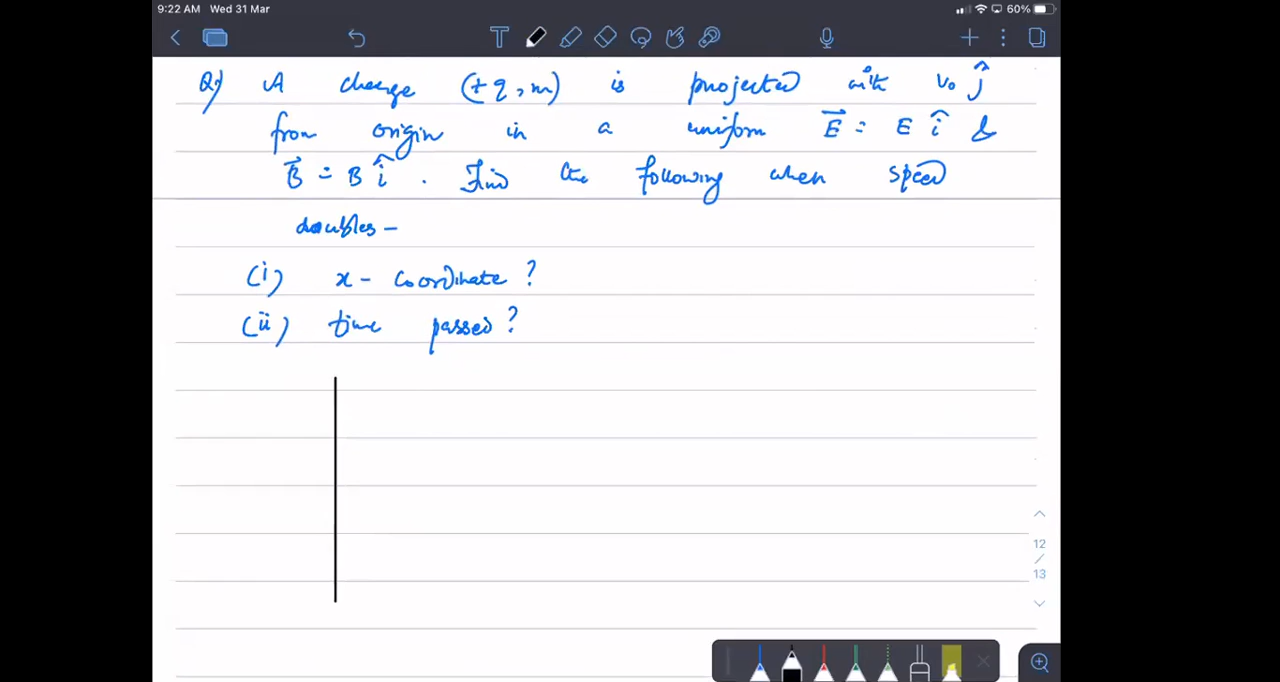 9:22 AM Wed 31 Mar
60%
T
Q) A charge (+q, m) is projected with v₀ ĵ
from origin in a uniform E⃗ = E î &
B⃗ = B î . Find the following when speed
doubles –
(i) x - coordinate ?
(ii) time passed ?
12
/
13